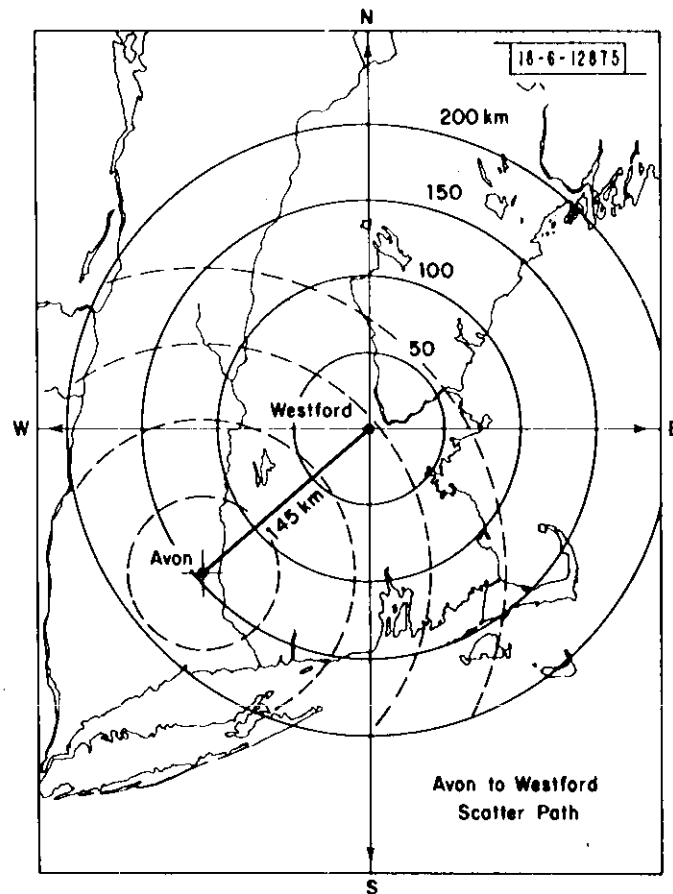 N
18-6-12875
200 km
150
100
50
Westford
W
E
145 km
Avon
Avon to Westford
Scatter Path
S